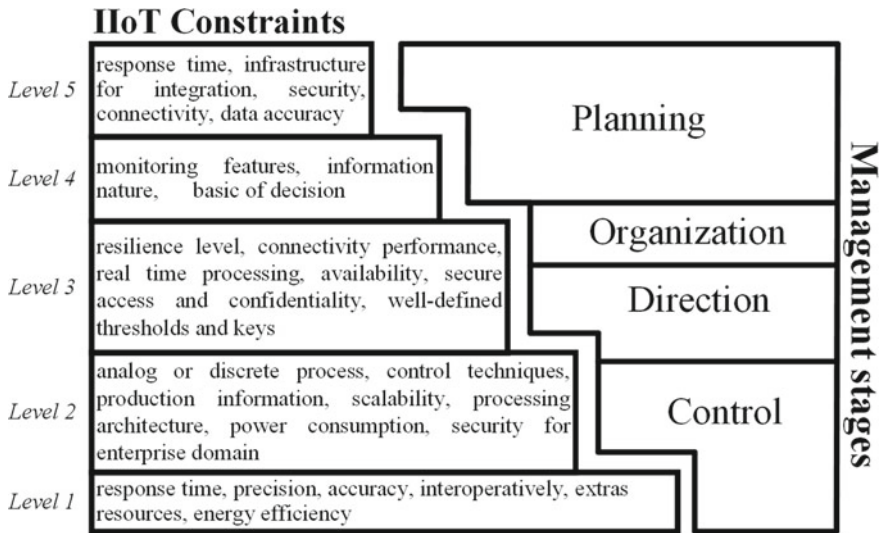 IIoT Constraints
Level 5
response time, infrastructure
for integration, security,
connectivity, data accuracy
Level 4
monitoring features, information
nature, basic of decision
Level 3
resilience level, connectivity performance,
real time processing, availability, secure
access and confidentiality, well-defined
thresholds and keys
Level 2
analog or discrete process, control techniques,
production information, scalability, processing
architecture, power consumption, security for
enterprise domain
Level 1
response time, precision, accuracy, interoperatively, extras
resources, energy efficiency
Planning
Organization
Direction
Control
Management stages